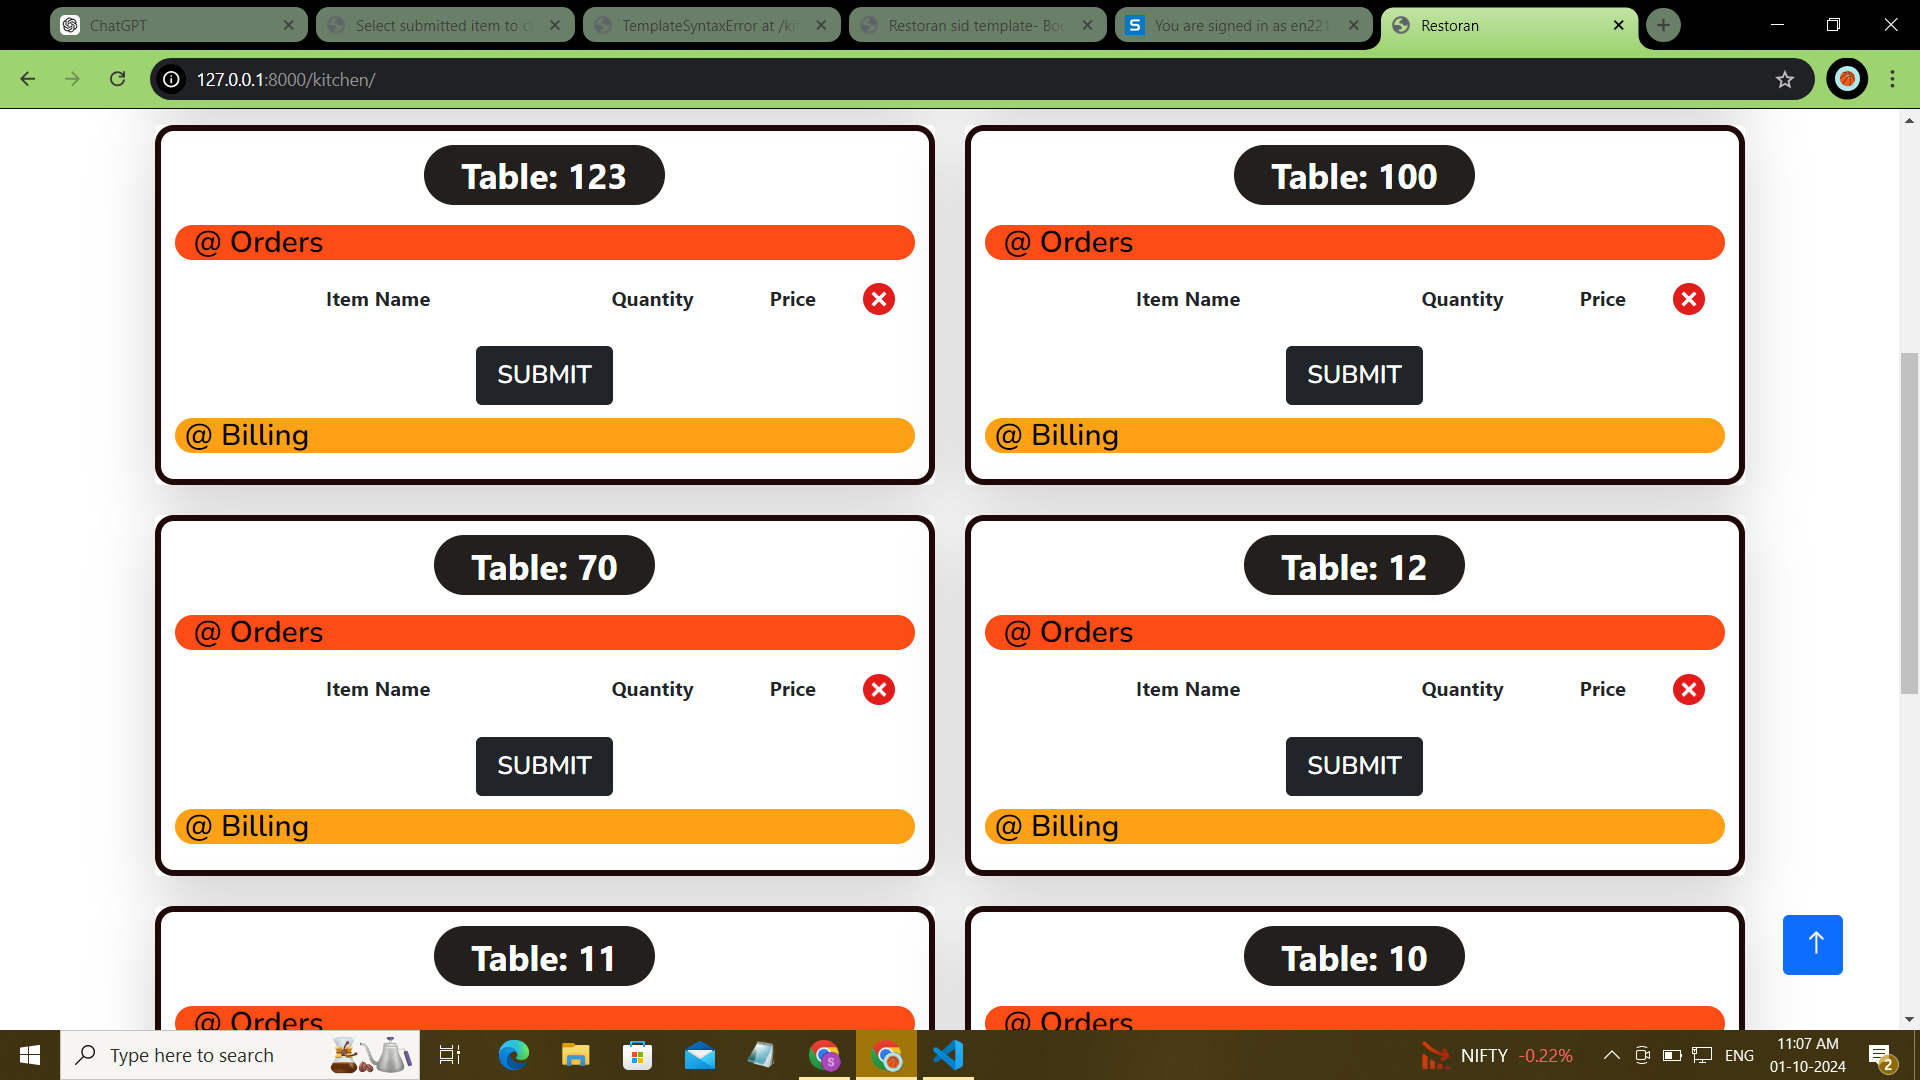 ChatGPT
Select submitted item to c
TemplateSyntaxError at /kit
Restoran sid template- Boo
You are signed in as en221
Restoran
127.0.0.1:8000/kitchen/
Table: 123
@ Orders
Item Name Quantity Price
SUBMIT
@ Billing
Table: 100
@ Orders
Item Name Quantity Price
SUBMIT
@ Billing
Table: 70
@ Orders
Item Name Quantity Price
SUBMIT
@ Billing
Table: 12
@ Orders
Item Name Quantity Price
SUBMIT
@ Billing
Table: 11
@ Orders
Table: 10
@ Orders
Type here to search
NIFTY -0.22%
ENG
11:07 AM
01-10-2024
2